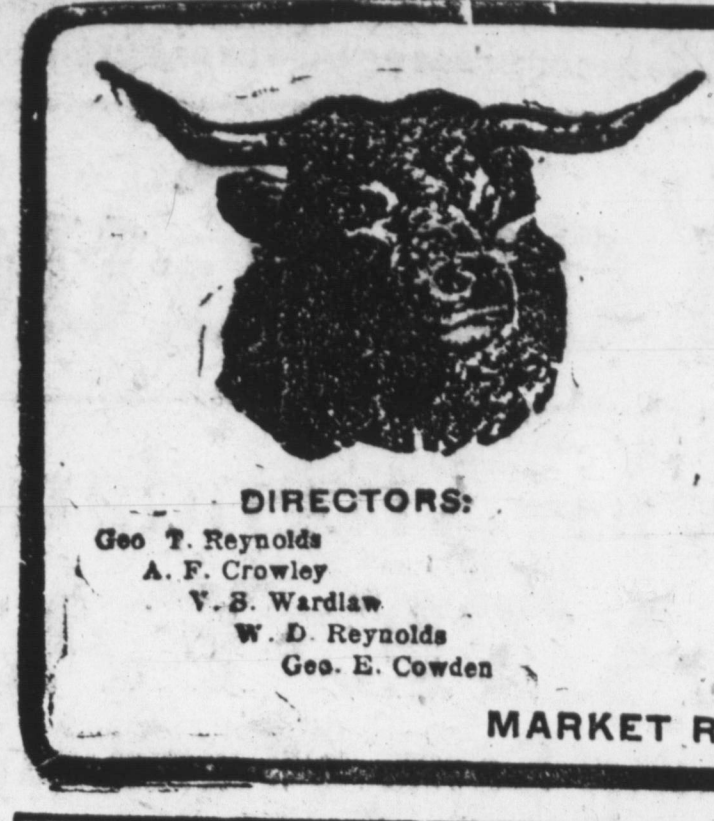 DIRECTORS:
Geo T. Reynolds
A. F. Crowley
V. S. Wardlaw
W. D. Reynolds
Geo. E. Cowden
MARKET R